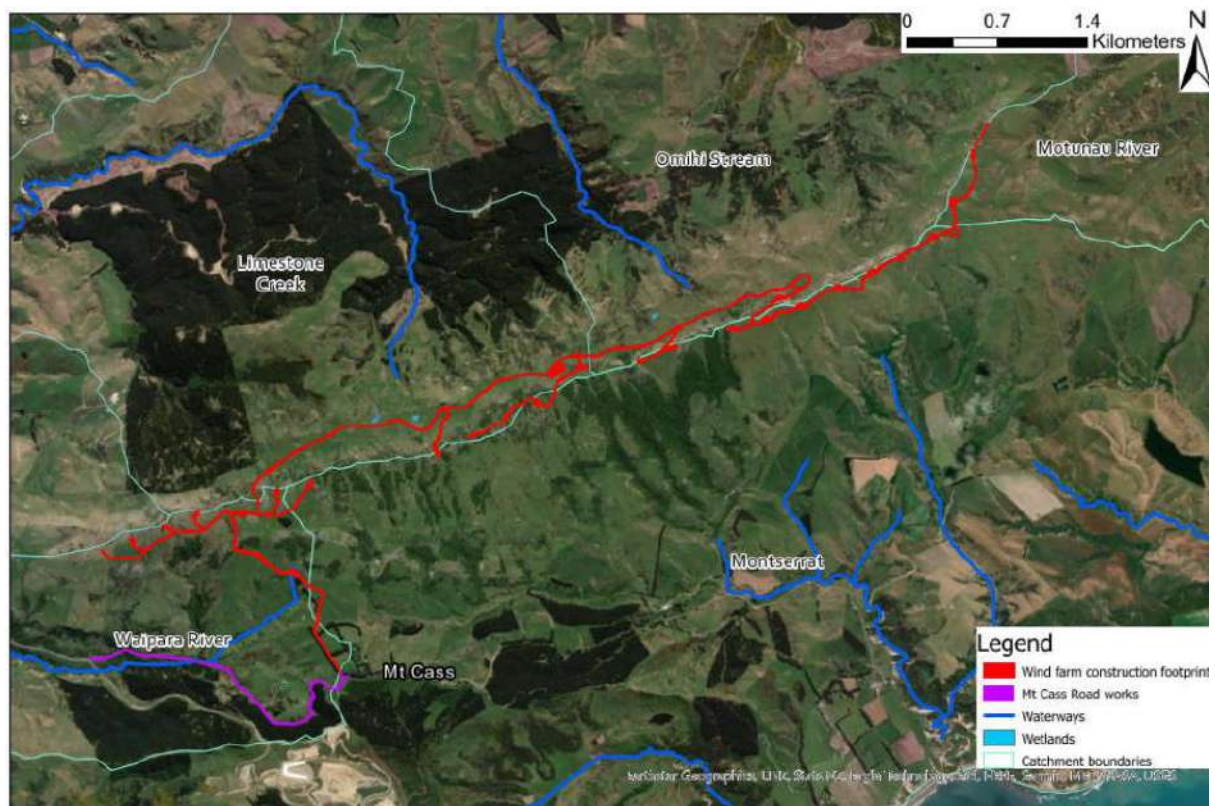 0 0.7 1.4
Kilometers
N
Omihi Stream
Motunau River
Limestone
Creek
Montserrat
Waipara River
Mt Cass
Legend
Wind farm construction footprint
Mt Cass Road works
Waterways
Wetlands
Catchment boundaries